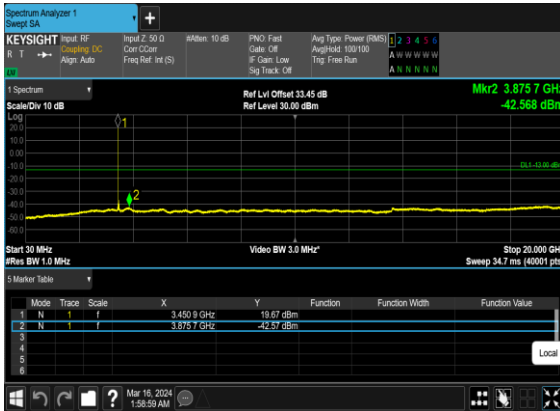 Spectrum Analyzer 1
Swept SA
+
KEYSIGHT Input: RF Input Z: 50 Ω #Atten: 10 dB PNO: Fast Avg Type: Power (RMS) 1 2 3 4 5 6
R T Coupling: DC Corr CCorr Gate: Off Avg|Hold: 100/100 A W W W W W
Align: Auto Freq Ref: Int (S) IF Gain: Low Trig: Free Run
Sig Track: Off A N N N N N
1 Spectrum
Scale/Div 10 dB Ref Lvl Offset 33.45 dB Mkr2 3.875 7 GHz
Ref Level 30.00 dBm -42.568 dBm
Log
20.0
10.0
0.00
-10.0
-20.0
-30.0
-40.0
-50.0
-60.0
1
2
DL1 -13.00 dBm
Start 30 MHz Video BW 3.0 MHz* Stop 20.000 GHz
#Res BW 1.0 MHz Sweep 34.7 ms (40001 pts)
5 Marker Table
Mode Trace Scale X Y Function Function Width Function Value
1 N 1 f 3.450 9 GHz 19.67 dBm
2 N 1 f 3.875 7 GHz -42.57 dBm
3
4
5
6
Local
? Mar 16, 2024
1:58:59 AM